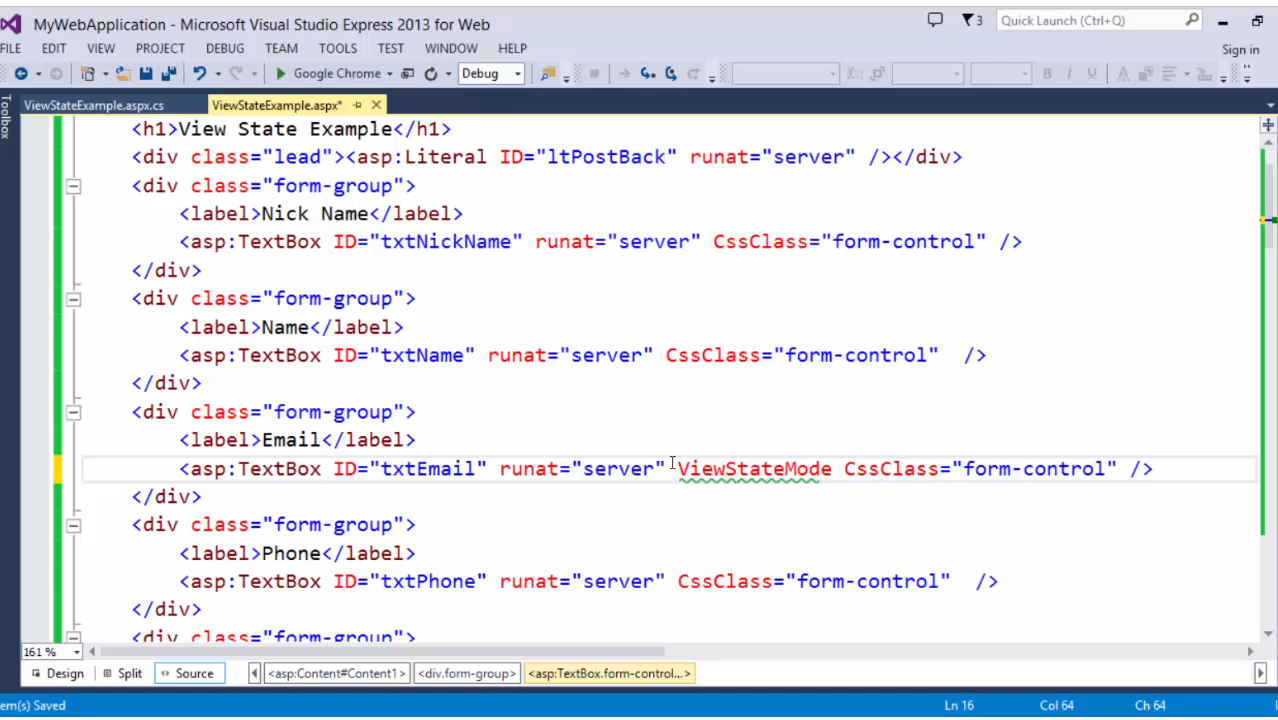 MyWebApplication - Microsoft Visual Studio Express 2013 for Web
3
Quick Launch (Ctrl+Q)
FILE EDIT VIEW PROJECT DEBUG TEAM TOOLS TEST WINDOW HELP
Sign in
Google Chrome
Debug
B I U A
Toolbox
ViewStateExample.aspx.cs
ViewStateExample.aspx*
<h1>View State Example</h1>
<div class="lead"><asp:Literal ID="ltPostBack" runat="server" /></div>
<div class="form-group">
<label>Nick Name</label>
<asp:TextBox ID="txtNickName" runat="server" CssClass="form-control" />
</div>
<div class="form-group">
<label>Name</label>
<asp:TextBox ID="txtName" runat="server" CssClass="form-control"  />
</div>
<div class="form-group">
<label>Email</label>
<asp:TextBox ID="txtEmail" runat="server" ViewStateMode CssClass="form-control" />
</div>
<div class="form-group">
<label>Phone</label>
<asp:TextBox ID="txtPhone" runat="server" CssClass="form-control"  />
</div>
<div class="form-group">
161 %
Design Split Source <asp:Content#Content1> <div.form-group> <asp:TextBox.form-control...>
em(s) Saved
Ln 16 Col 64 Ch 64